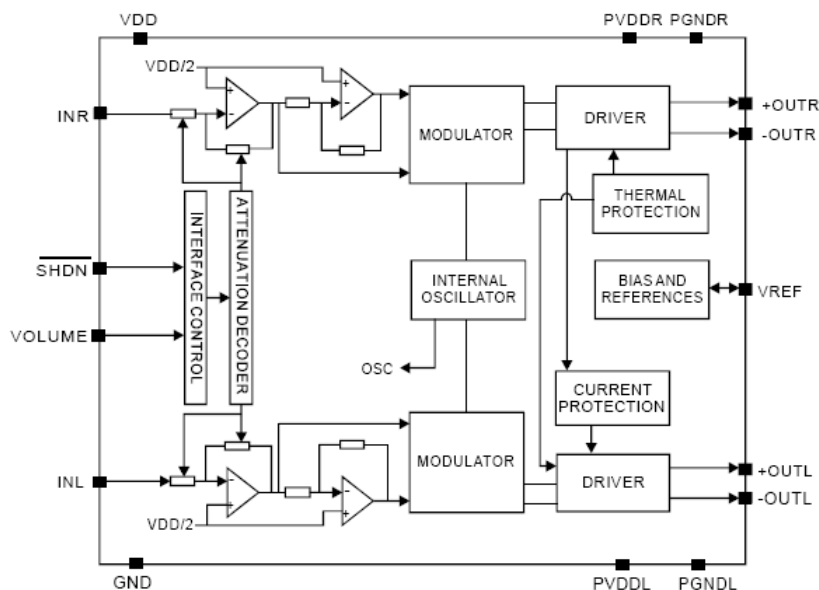 VDD
PVDDR
PGNDR
VDD/2
INR
MODULATOR
DRIVER
+OUTR
-OUTR
THERMAL
PROTECTION
INTERFACE CONTROL
ATTENUATION DECODER
SHDN
INTERNAL
OSCILLATOR
BIAS AND
REFERENCES
VREF
VOLUME
OSC
CURRENT
PROTECTION
MODULATOR
DRIVER
+OUTL
-OUTL
INL
VDD/2
GND
PVDDL
PGNDL